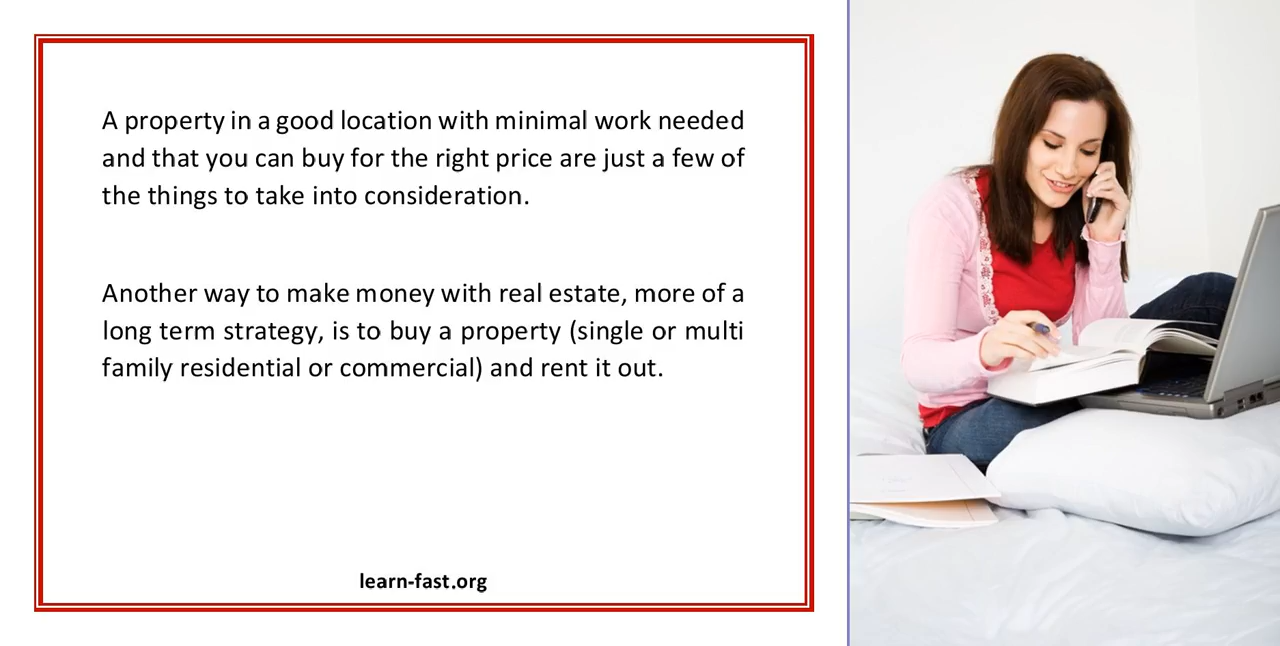 A property in a good location with minimal work needed
and that you can buy for the right price are just a few of
the things to take into consideration.
Another way to make money with real estate, more of a
long term strategy, is to buy a property (single or multi
family residential or commercial) and rent it out.
learn-fast.org